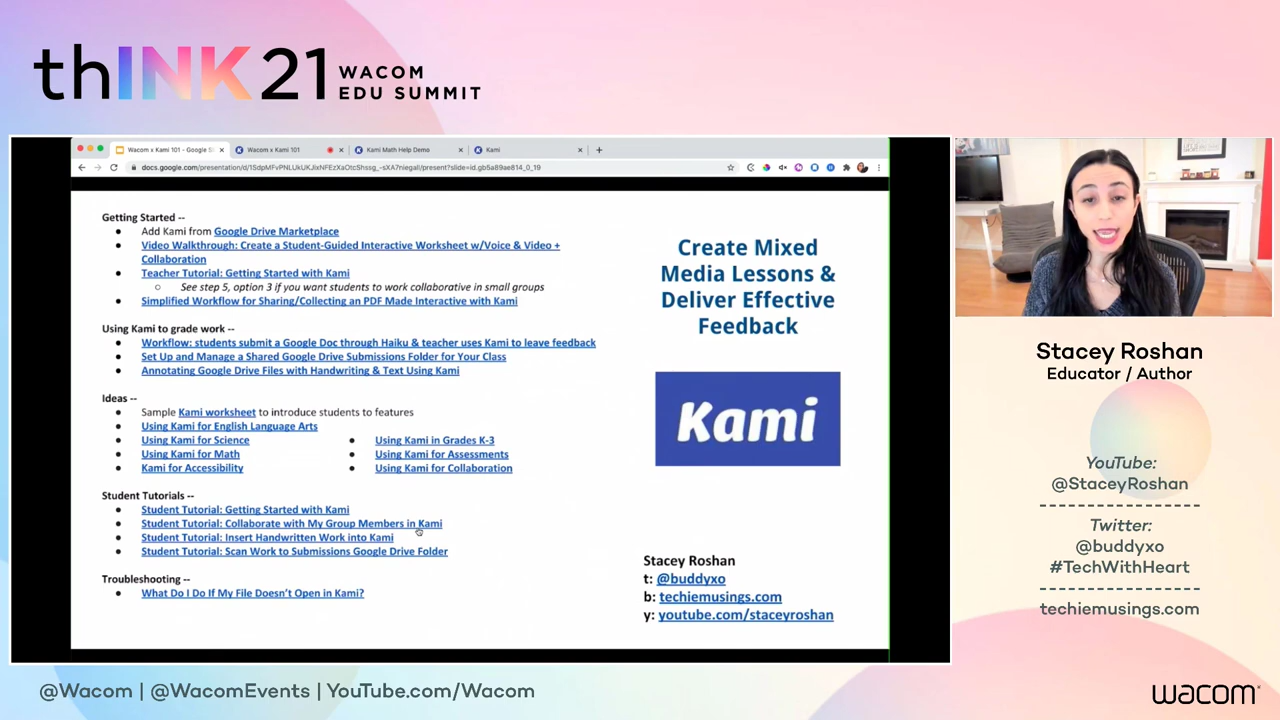 thINK21 WACOM
EDU SUMMIT
Wacom x Kami 101 - Google Sl
Wacom x Kami 101
Kami Math Help Demo
Kami
Getting Started --
Add Kami from Google Drive Marketplace
Video Walkthrough: Create a Student-Guided Interactive Worksheet w/Voice & Video +
Collaboration
Teacher Tutorial: Getting Started with Kami
See step 5, option 3 if you want students to work collaborative in small groups
Simplified Workflow for Sharing/Collecting an PDF Made Interactive with Kami
Using Kami to grade work --
Workflow: students submit a Google Doc through Haiku & teacher uses Kami to leave feedback
Set Up and Manage a Shared Google Drive Submissions Folder for Your Class
Annotating Google Drive Files with Handwriting & Text Using Kami
Ideas --
Sample Kami worksheet to introduce students to features
Using Kami for English Language Arts
Using Kami for Science
Using Kami for Math
Kami for Accessibility
Using Kami in Grades K-3
Using Kami for Assessments
Using Kami for Collaboration
Student Tutorials --
Student Tutorial: Getting Started with Kami
Student Tutorial: Collaborate with My Group Members in Kami
Student Tutorial: Insert Handwritten Work into Kami
Student Tutorial: Scan Work to Submissions Google Drive Folder
Troubleshooting --
What Do I Do If My File Doesn't Open in Kami?
Create Mixed
Media Lessons &
Deliver Effective
Feedback
Kami
Stacey Roshan
t: @buddyxo
b: techiemusings.com
y: youtube.com/staceyroshan
Stacey Roshan
Educator / Author
YouTube:
@StaceyRoshan
Twitter:
@buddyxo
#TechWithHeart
techiemusings.com
@Wacom | @WacomEvents | YouTube.com/Wacom
wacom